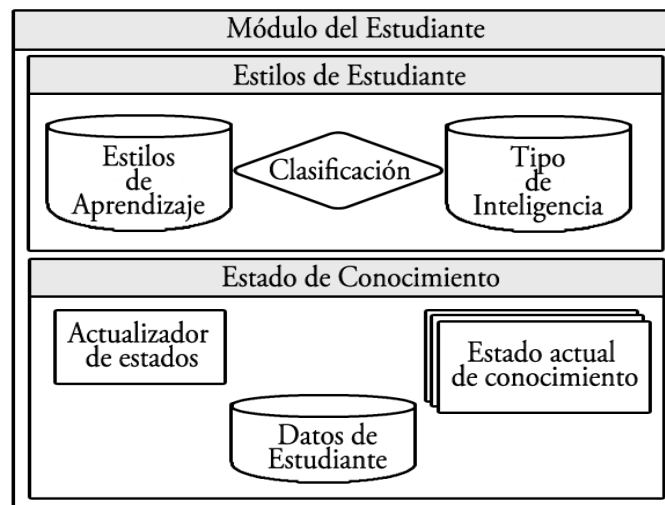 Módulo del Estudiante
Estilos de Estudiante
Estilos
de
Aprendizaje
Clasificación
Tipo
de
Inteligencia
Estado de Conocimiento
Actualizador
de estados
Estado actual
de conocimiento
Datos de
Estudiante